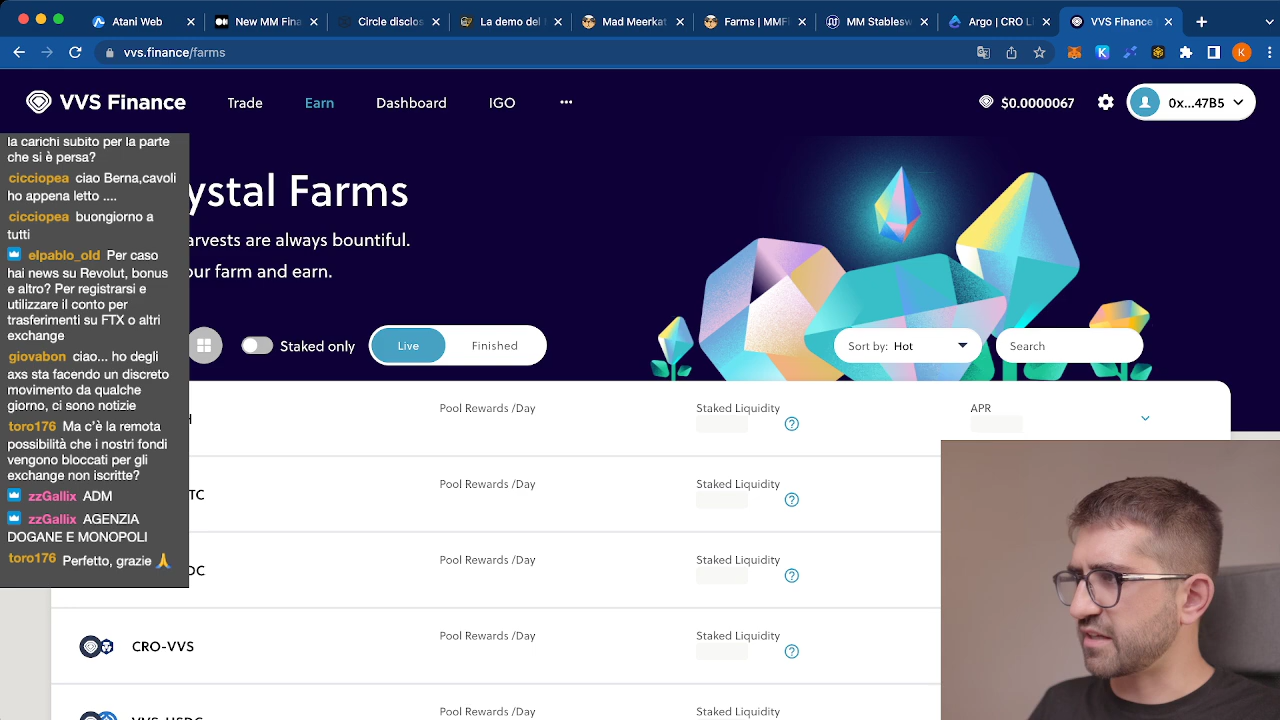 Atani Web
New MM Fina
Circle disclos
La demo del
Mad Meerkat
Farms | MMF
MM Stablesw
Argo | CRO Li
VVS Finance
vvs.finance/farms
K
VVS Finance
Trade
Earn
Dashboard
IGO
$0.0000067
0x...47B5
la carichi subito per la parte
che si è persa?
cicciopea ciao Berna,cavoli
ho appena letto ....
cicciopea buongiorno a
tutti
elpablo_old Per caso
hai news su Revolut, bonus
e altro? Per registrarsi e
utilizzare il conto per
trasferimenti su FTX o altri
exchange
giovabon ciao... ho degli
axs sta facendo un discreto
movimento da qualche
giorno, ci sono notizie
toro176 Ma c'è la remota
possibilità che i nostri fondi
vengono bloccati per gli
exchange non iscritte?
zzGallix ADM
zzGallix AGENZIA
DOGANE E MONOPOLI
toro176 Perfetto, grazie 🙏
ystal Farms
arvests are always bountiful.
our farm and earn.
Staked only
Live
Finished
Sort by: Hot
Search
Pool Rewards /Day
Staked Liquidity
APR
TC
Pool Rewards /Day
Staked Liquidity
Pool Rewards /Day
Staked Liquidity
CRO-VVS
Pool Rewards /Day
Staked Liquidity
VVS-USDC
Pool Rewards /Day
Staked Liquidity